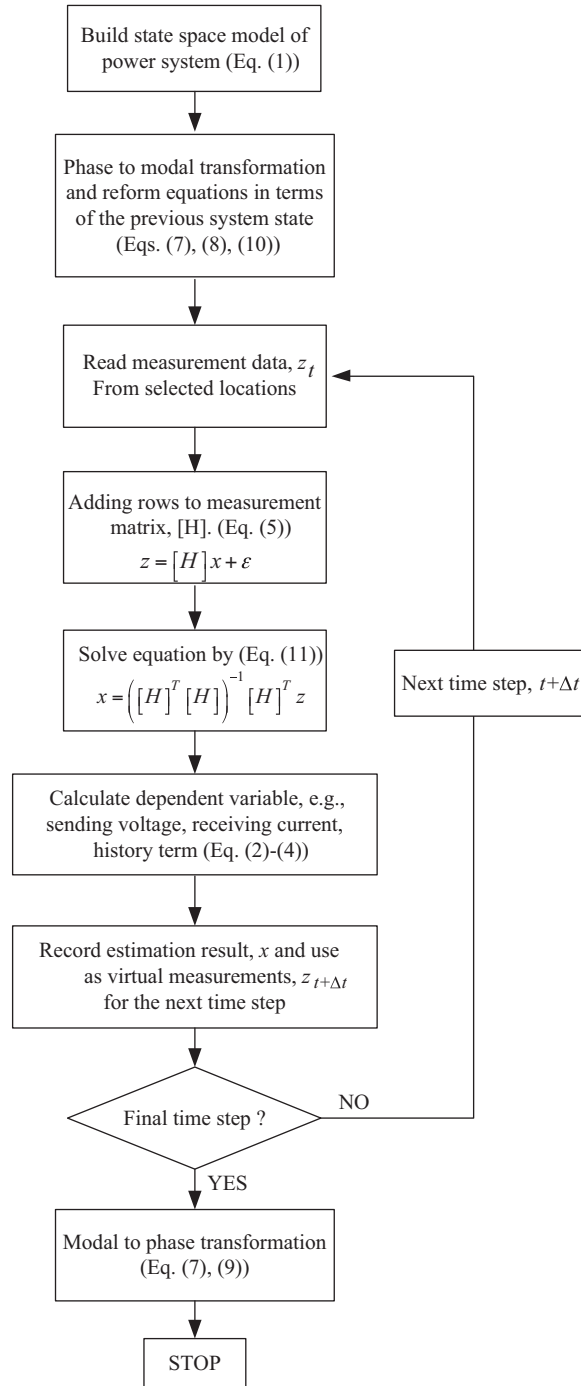 Build state space model of
power system (Eq. (1))
Phase to modal transformation
and reform equations in terms
of the previous system state
(Eqs. (7), (8), (10))
Read measurement data, z_t
From selected locations
Adding rows to measurement
matrix, [H]. (Eq. (5))
z = [H] x + ε
Solve equation by (Eq. (11))
x = ([H]^T [H])^-1 [H]^T z
Next time step, t+Δt
Calculate dependent variable, e.g.,
sending voltage, receiving current,
history term (Eq. (2)-(4))
Record estimation result, x and use
as virtual measurements, z_t+Δt
for the next time step
Final time step ?
NO
YES
Modal to phase transformation
(Eq. (7), (9))
STOP